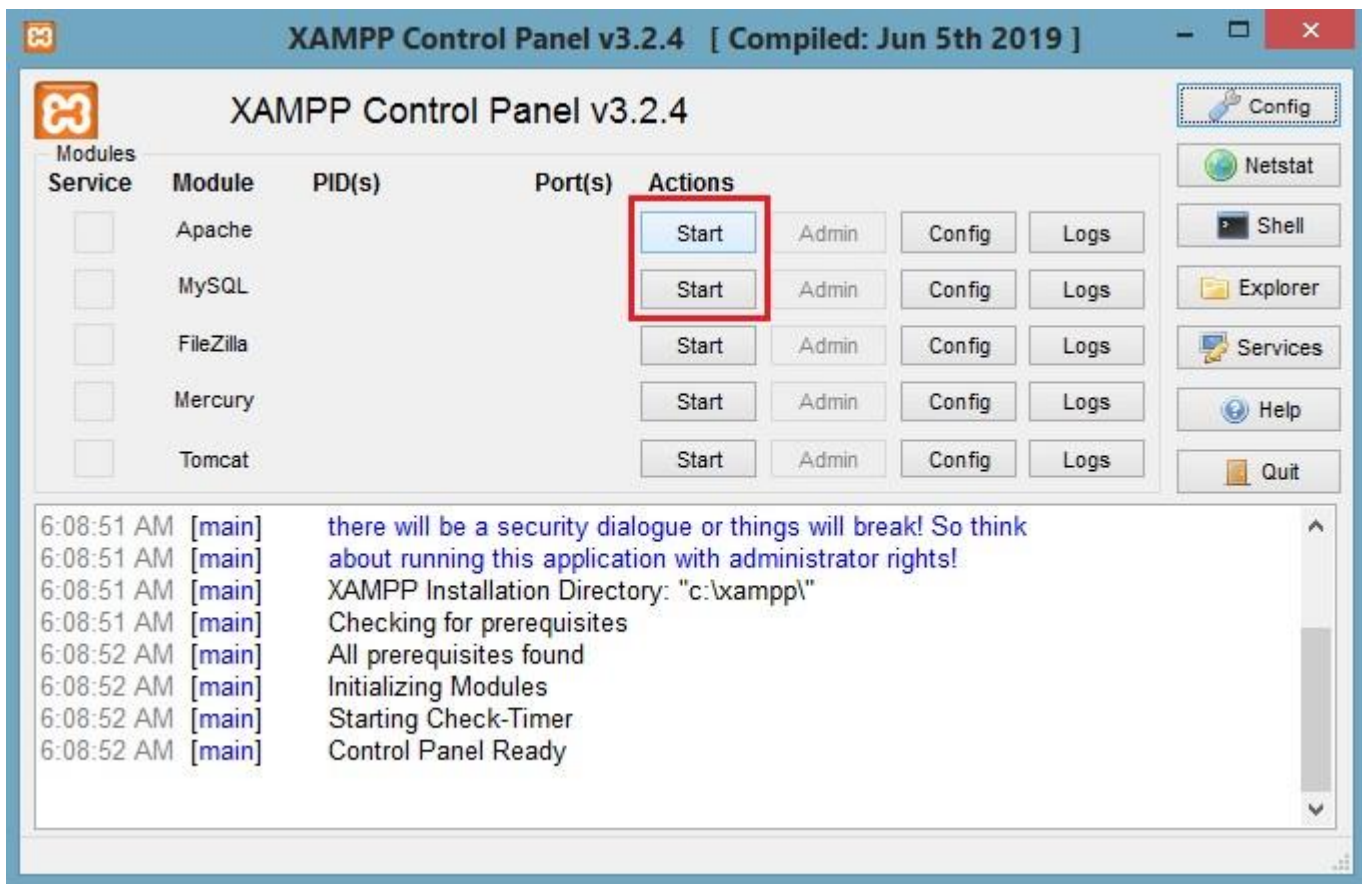 XAMPP Control Panel v3.2.4 [ Compiled: Jun 5th 2019 ]
XAMPP Control Panel v3.2.4
Config
Modules
Netstat
Service Module PID(s) Port(s) Actions
Apache Start Admin Config Logs
Shell
MySQL Start Admin Config Logs
Explorer
FileZilla Start Admin Config Logs
Services
Mercury Start Admin Config Logs
Help
Tomcat Start Admin Config Logs
Quit
6:08:51 AM [main] there will be a security dialogue or things will break! So think
6:08:51 AM [main] about running this application with administrator rights!
6:08:51 AM [main] XAMPP Installation Directory: "c:\xampp\"
6:08:51 AM [main] Checking for prerequisites
6:08:52 AM [main] All prerequisites found
6:08:52 AM [main] Initializing Modules
6:08:52 AM [main] Starting Check-Timer
6:08:52 AM [main] Control Panel Ready